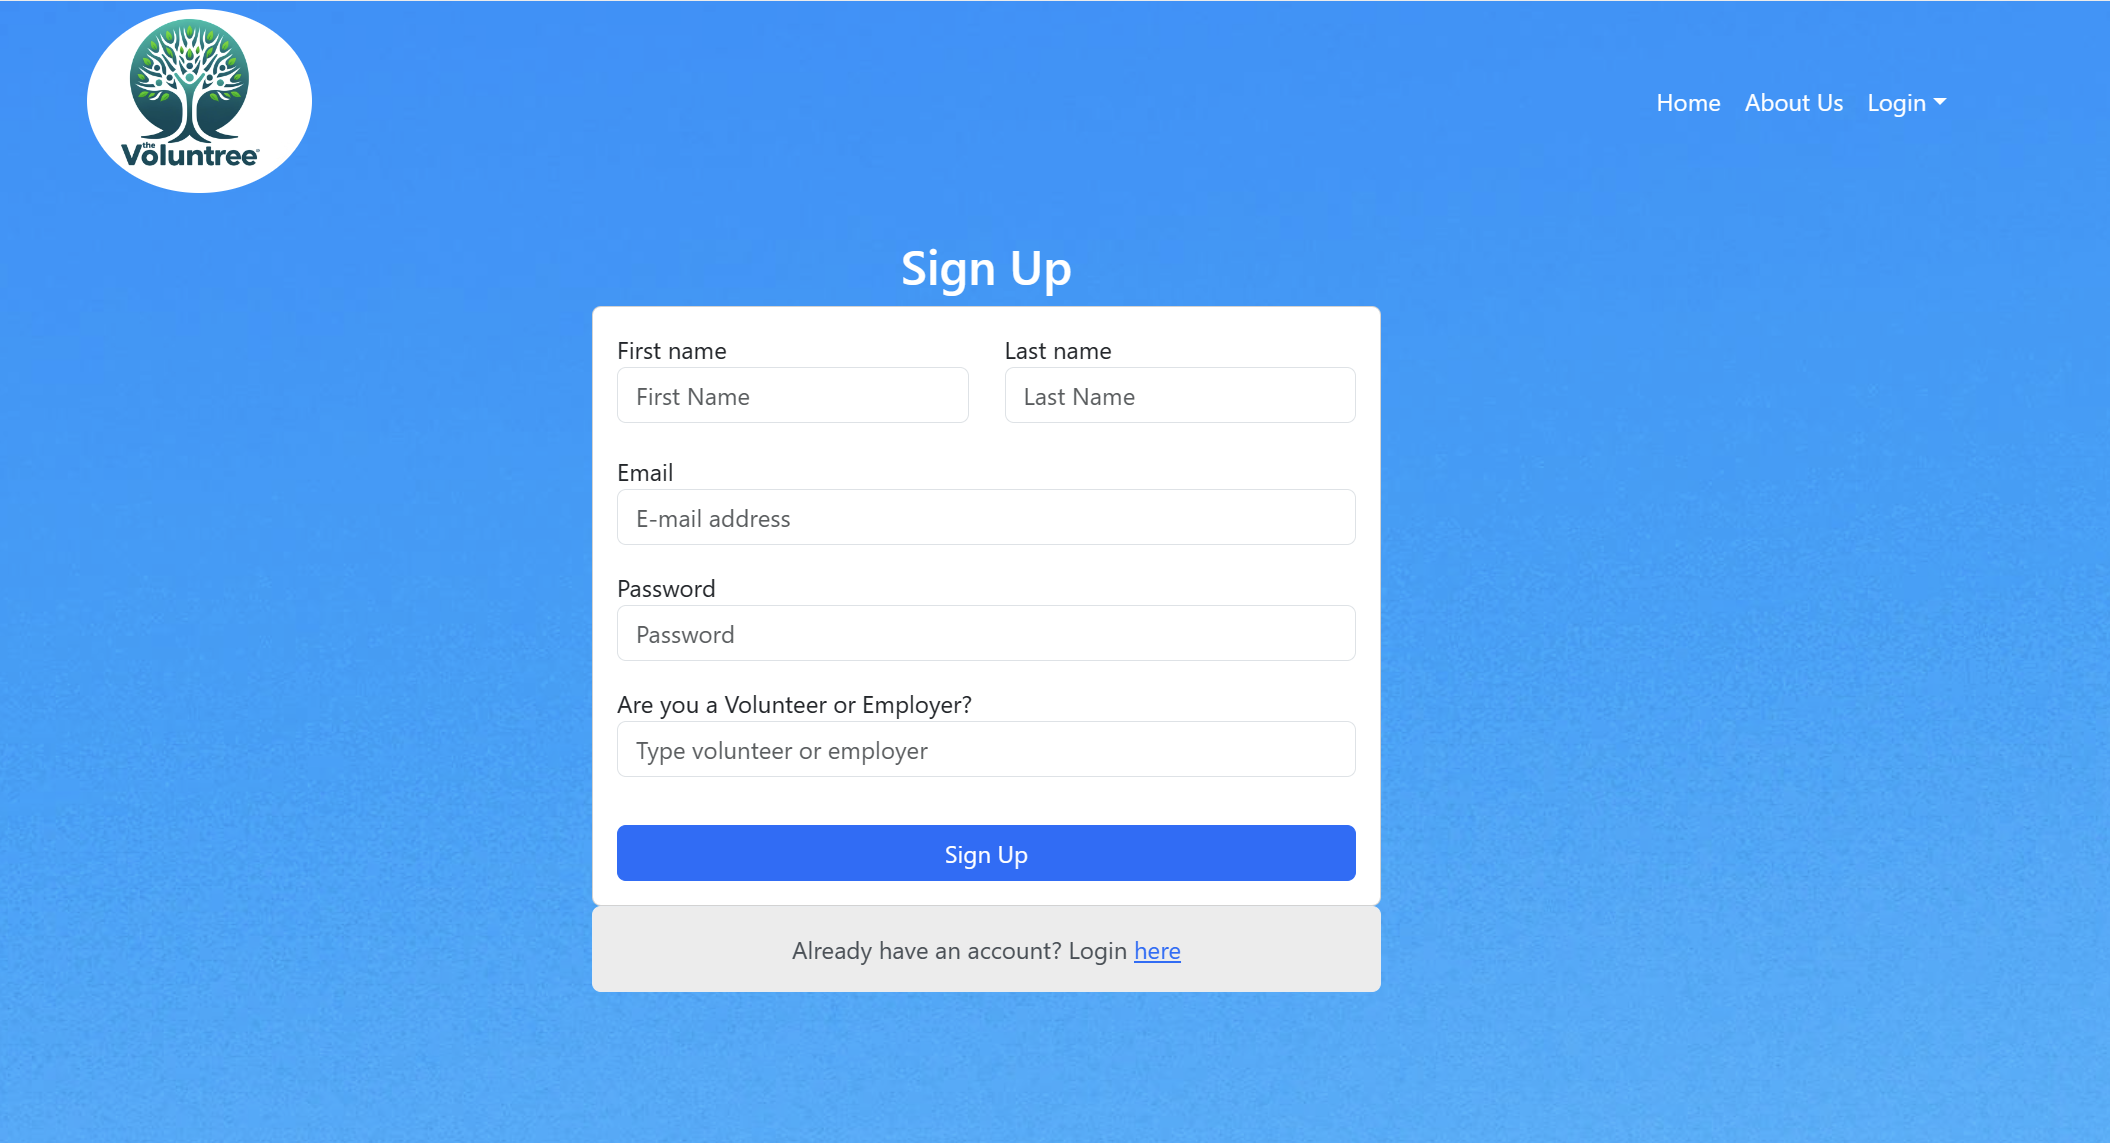 the
Voluntree
Home About Us Login
Sign Up
First name Last name
First Name Last Name
Email
E-mail address
Password
Password
Are you a Volunteer or Employer?
Type volunteer or employer
Sign Up
Already have an account? Login here